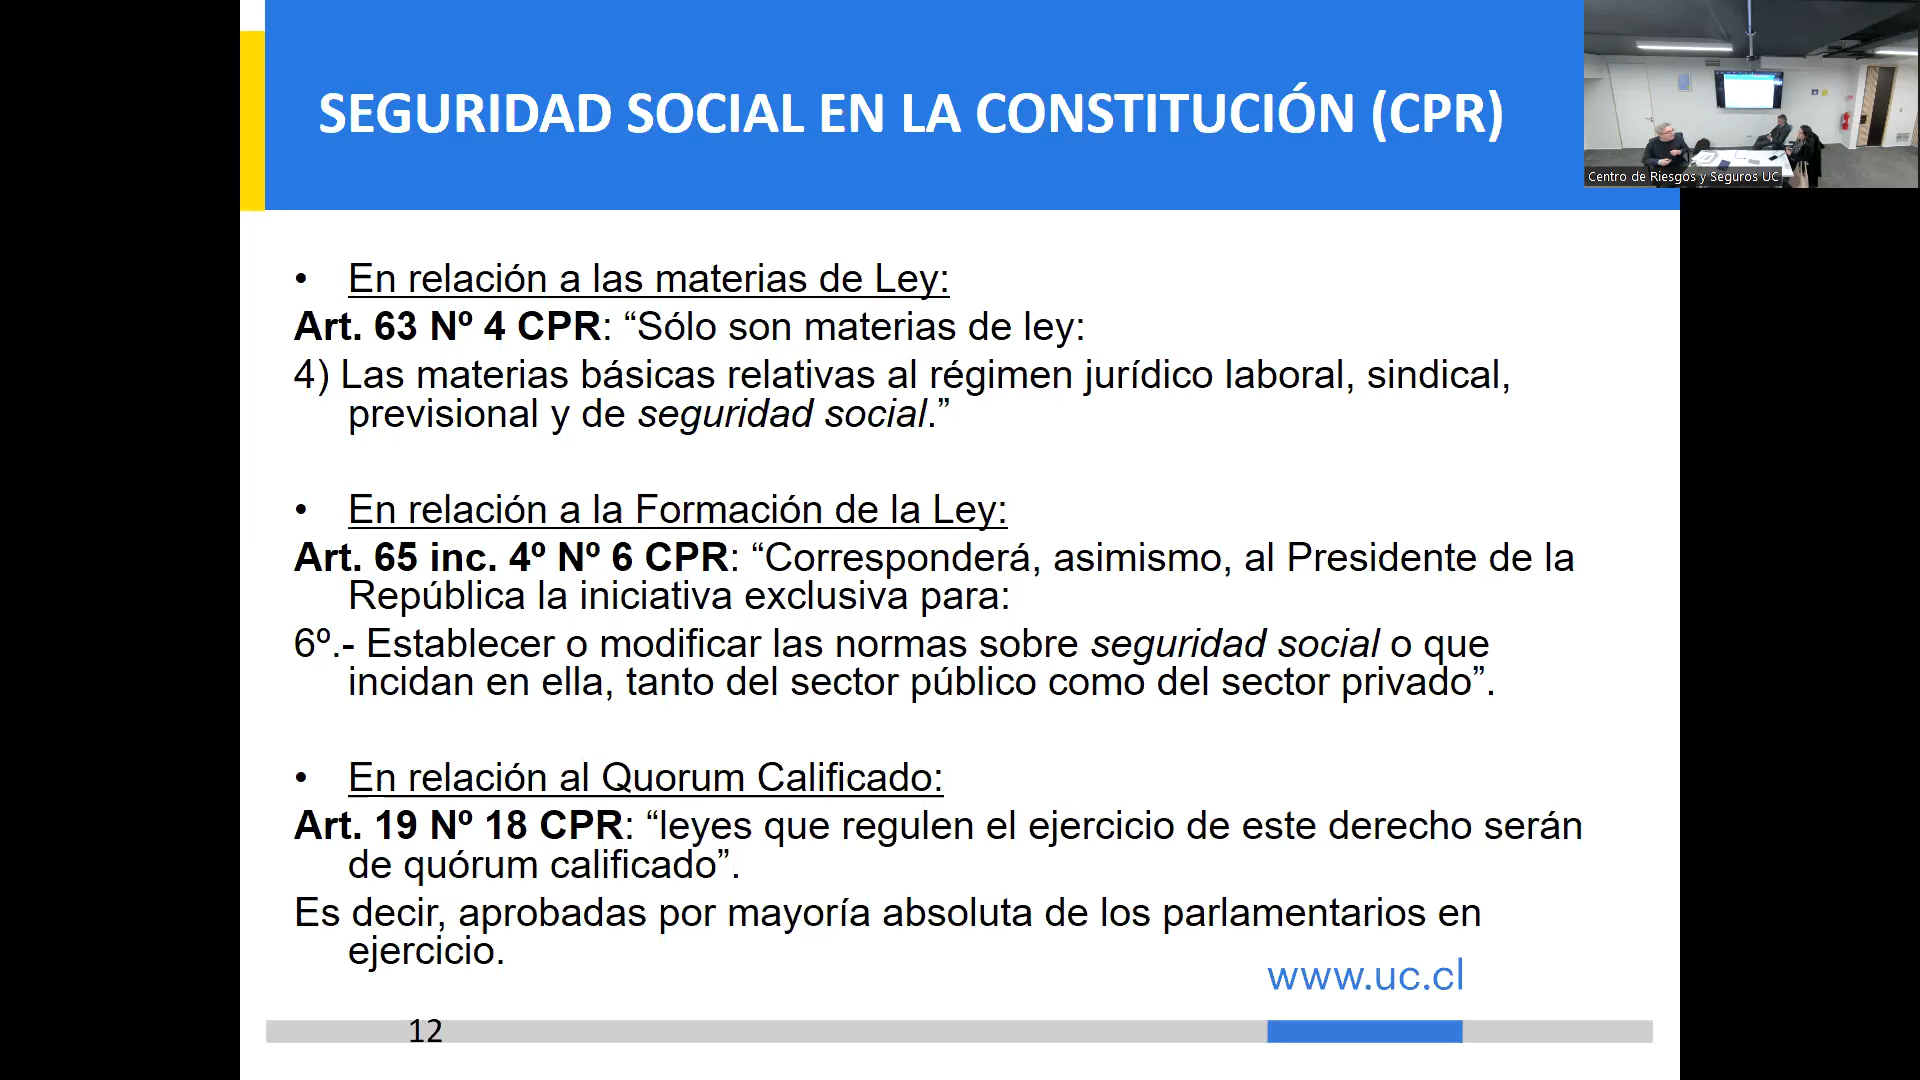 SEGURIDAD SOCIAL EN LA CONSTITUCIÓN (CPR)
Centro de Riesgos y Seguros UC
• En relación a las materias de Ley:
Art. 63 Nº 4 CPR: “Sólo son materias de ley:
4) Las materias básicas relativas al régimen jurídico laboral, sindical,
previsional y de seguridad social.”
• En relación a la Formación de la Ley:
Art. 65 inc. 4º Nº 6 CPR: “Corresponderá, asimismo, al Presidente de la
República la iniciativa exclusiva para:
6º.- Establecer o modificar las normas sobre seguridad social o que
incidan en ella, tanto del sector público como del sector privado”.
• En relación al Quorum Calificado:
Art. 19 Nº 18 CPR: “leyes que regulen el ejercicio de este derecho serán
de quórum calificado”.
Es decir, aprobadas por mayoría absoluta de los parlamentarios en
ejercicio.
www.uc.cl
12